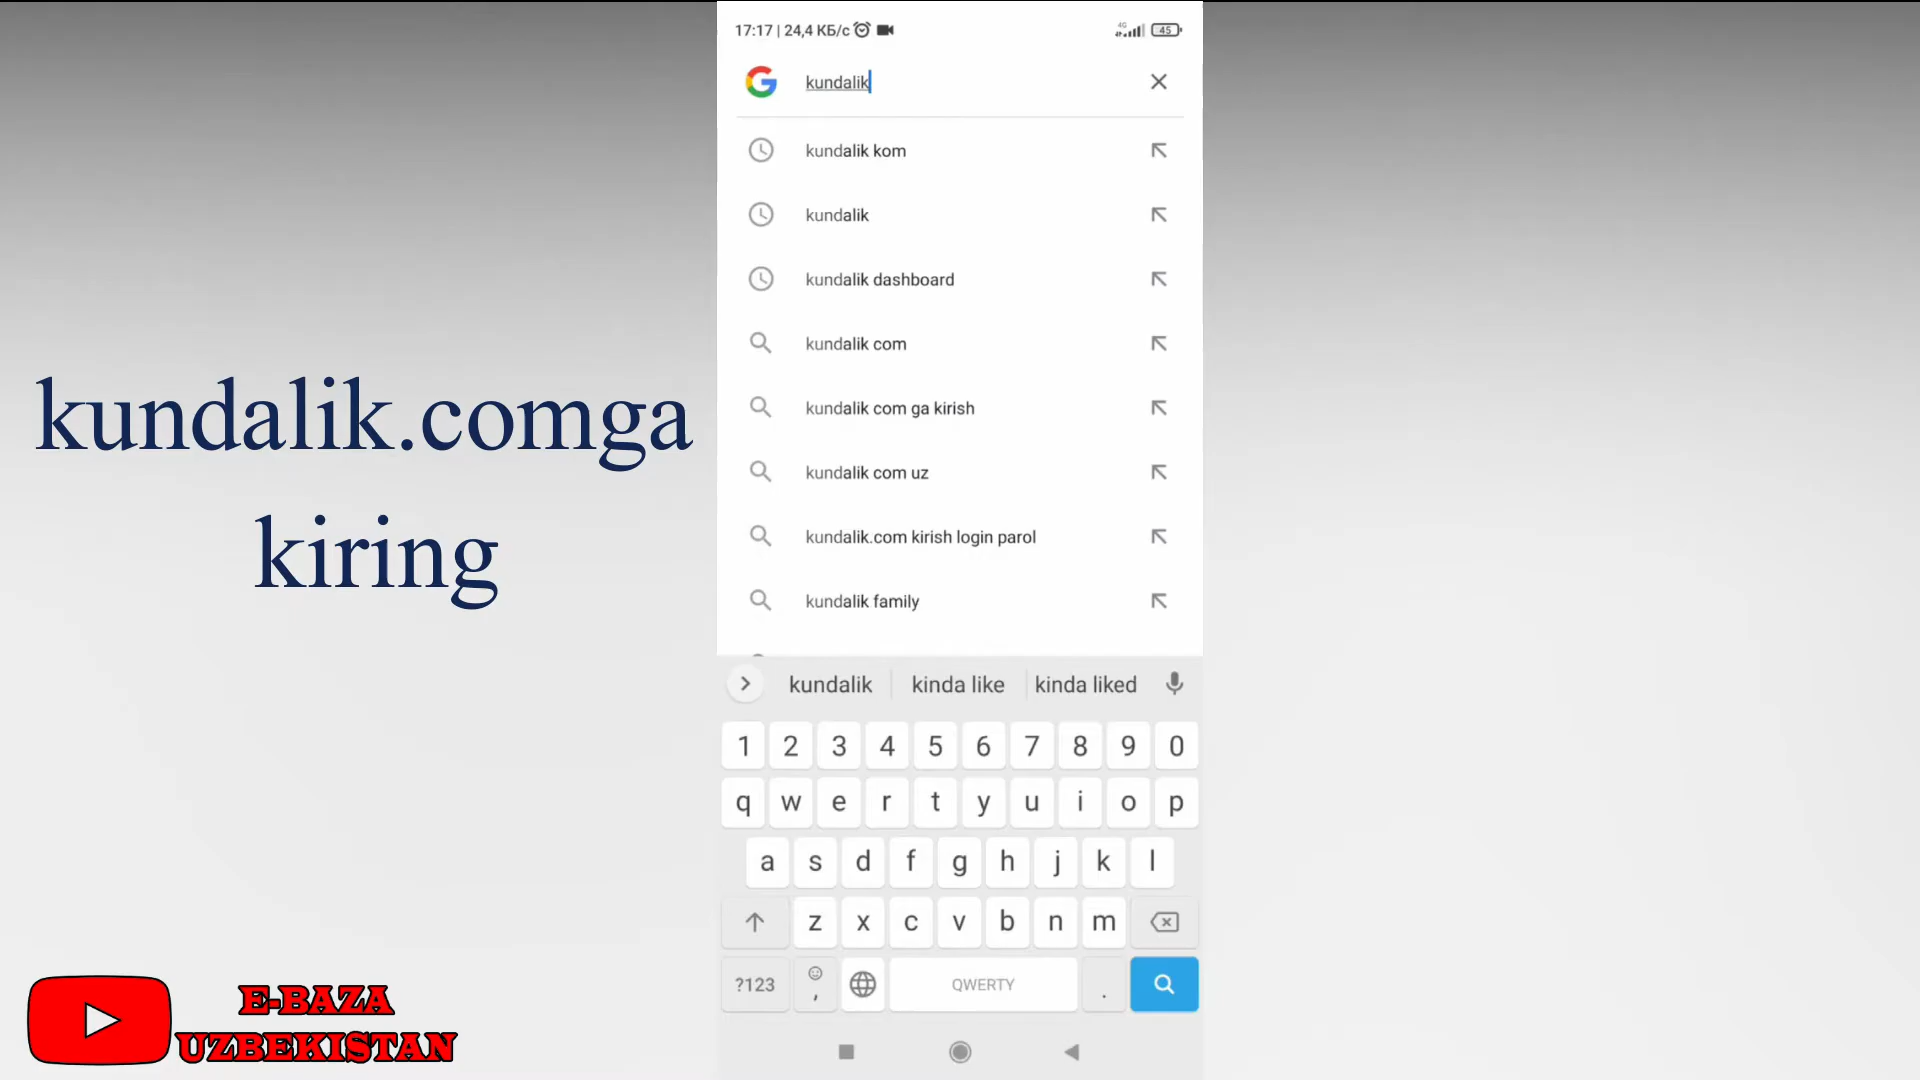 kundalik.comga
kiring
E-BAZA
UZBEKISTAN
17:17 | 24,4 КБ/с
4G
45
kundalik
kundalik kom
kundalik
kundalik dashboard
kundalik com
kundalik com ga kirish
kundalik com uz
kundalik.com kirish login parol
kundalik family
kundalik kinda like kinda liked
1 2 3 4 5 6 7 8 9 0
q w e r t y u i o p
a s d f g h j k l
z x c v b n m
?123 , QWERTY .